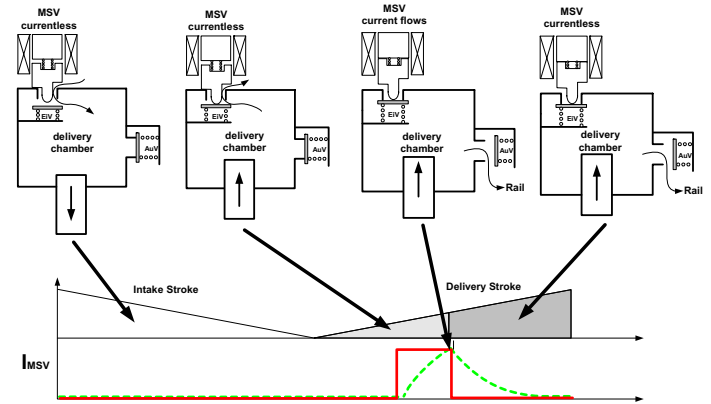 MSV
currentless
MSV
currentless
MSV
current flows
MSV
currentless
EiV
EiV
EiV
EiV
delivery
chamber
AuV
delivery
chamber
AuV
delivery
chamber
AuV
Rail
delivery
chamber
AuV
Rail
Intake Stroke
Delivery Stroke
IMSV